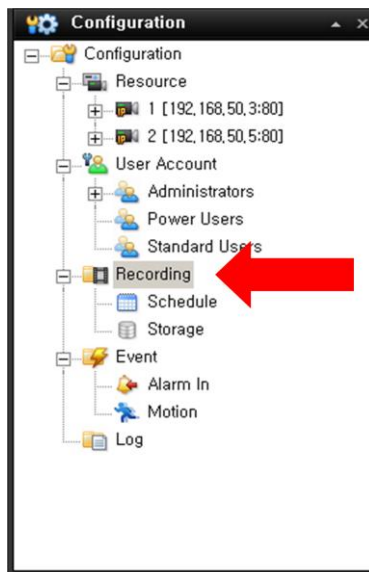 Configuration
Configuration
Resource
1 [192,168,50,3:80]
2 [192,168,50,5:80]
User Account
Administrators
Power Users
Standard Users
Recording
Schedule
Storage
Event
Alarm In
Motion
Log